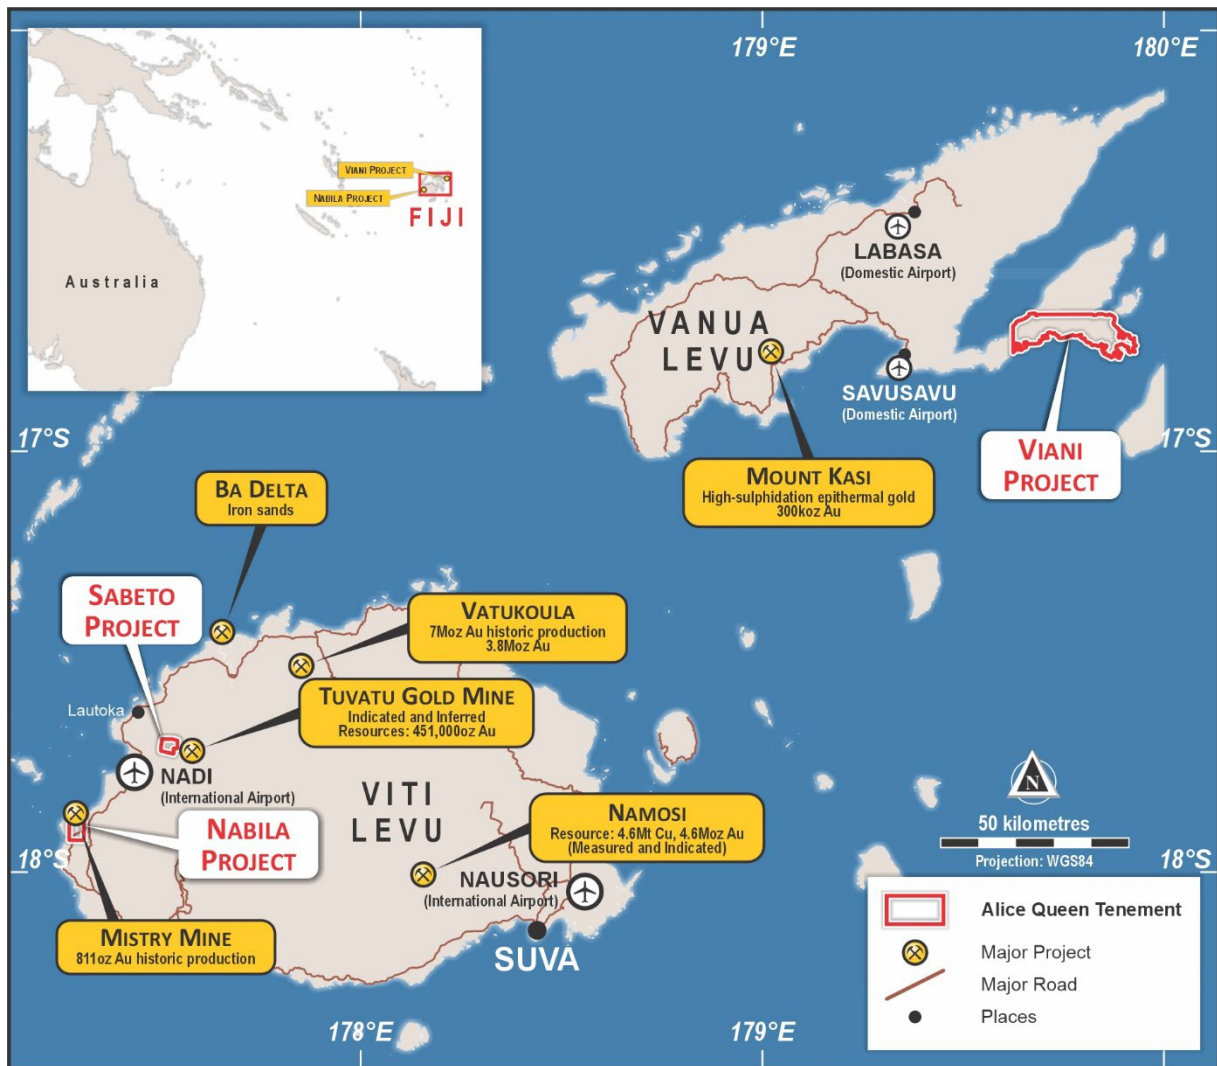 179°E
180°E
VIANI PROJECT
NABILA PROJECT
FIJI
Australia
LABASA
(Domestic Airport)
VANUA
LEVU
SAVUSAVU
(Domestic Airport)
17°S
17°S
VIANI
PROJECT
MOUNT KASI
High-sulphidation epithermal gold
300koz Au
BA DELTA
Iron sands
SABETO
PROJECT
VATUKOULA
7Moz Au historic production
3.8Moz Au
TUVATU GOLD MINE
Indicated and Inferred
Resources: 451,000oz Au
Lautoka
NADI
(International Airport)
VITI
LEVU
NABILA
PROJECT
NAMOSI
Resource: 4.6Mt Cu, 4.6Moz Au
(Measured and Indicated)
N
50 kilometres
Projection: WGS84
18°S
18°S
NAUSORI
(International Airport)
MISTRY MINE
811oz Au historic production
SUVA
178°E
179°E
Alice Queen Tenement
Major Project
Major Road
Places